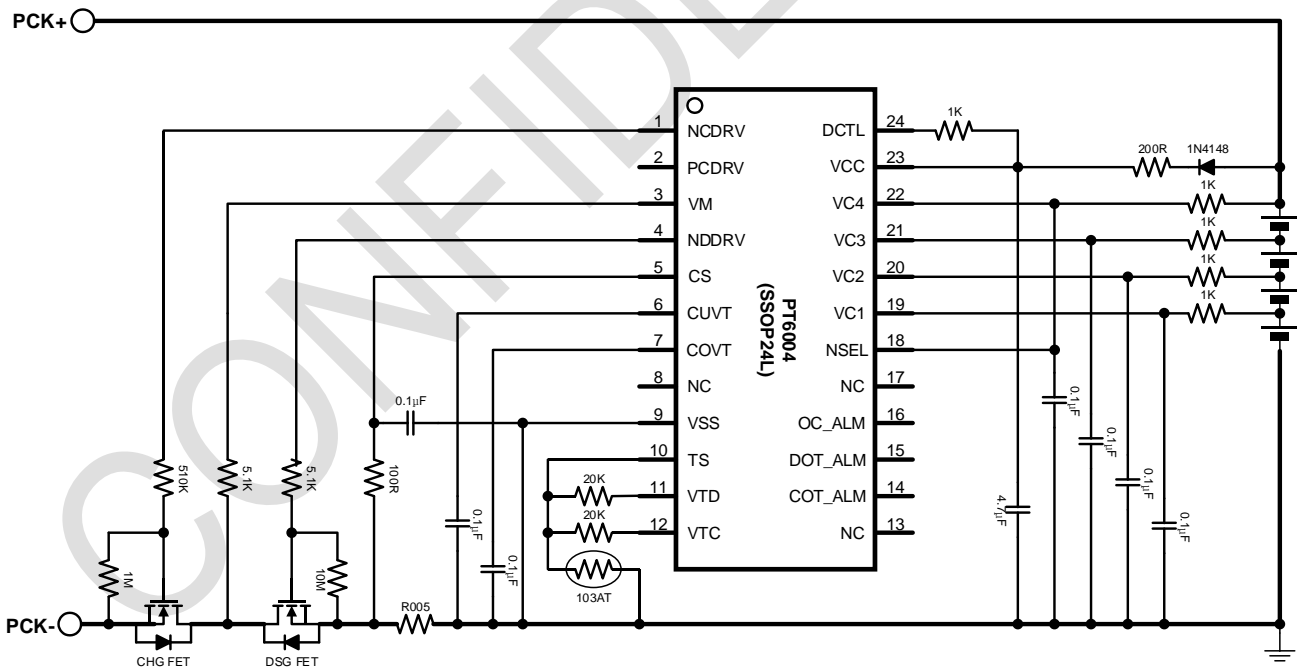 CONFIDE
PCK+
PT6004
(SSOP24L)
1 NCDRV
2 PCDRV
3 VM
4 NDDRV
5 CS
6 CUVT
7 COVT
8 NC
9 VSS
10 TS
11 VTD
12 VTC
DCTL 24
VCC 23
VC4 22
VC3 21
VC2 20
VC1 19
NSEL 18
NC 17
OC_ALM 16
DOT_ALM 15
COT_ALM 14
NC 13
1K
200R 1N4148
1K
1K
1K
1K
0.1μF
510K
5.1K
5.1K
100R
20K
20K
103AT
0.1μF
0.1μF
4.7μF
0.1μF
0.1μF
0.1μF
0.1μF
1M
10M
R005
PCK-
CHG FET
DSG FET